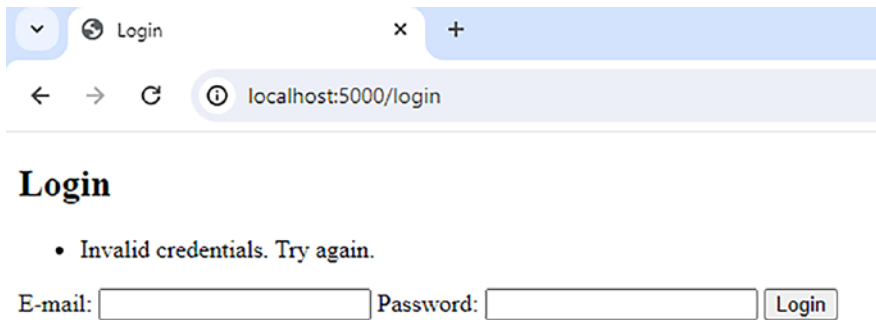 Login
localhost:5000/login
Login
• Invalid credentials. Try again.
E-mail: Password: Login